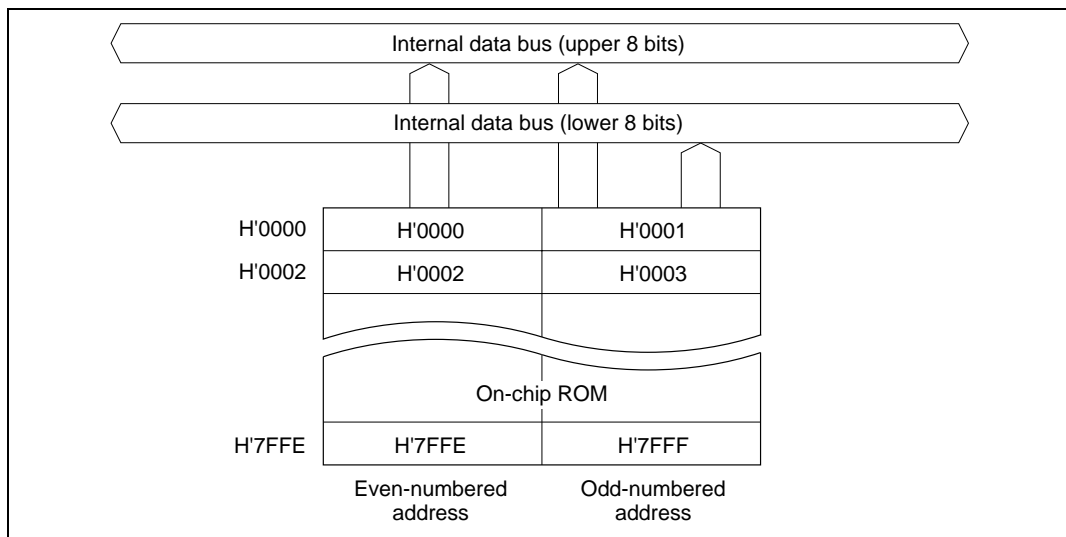 Internal data bus (upper 8 bits)
Internal data bus (lower 8 bits)
H'0000 H'0000 H'0001
H'0002 H'0002 H'0003
On-chip ROM
H'7FFE H'7FFE H'7FFF
Even-numbered address
Odd-numbered address